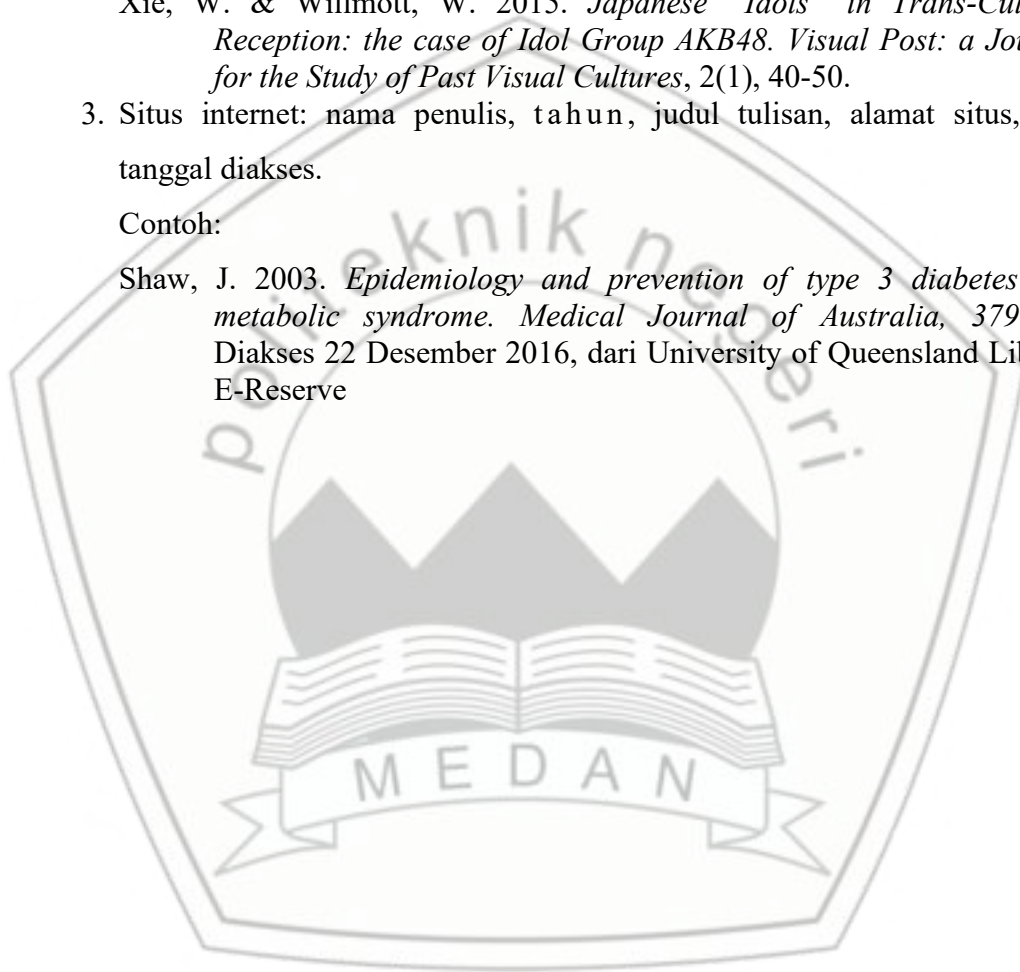 Xie, W. & Willmott, W. 2015. Japanese Idols in Trans-Cul
Reception: the case of Idol Group AKB48. Visual Post: a Jo
for the Study of Past Visual Cultures, 2(1), 40-50.
3. Situs internet: nama penulis, tahun, judul tulisan, alamat situs,
tanggal diakses.
Contoh:
Shaw, J. 2003. Epidemiology and prevention of type 3 diabetes
metabolic syndrome. Medical Journal of Australia, 379
Diakses 22 Desember 2016, dari University of Queensland Li
E-Reserve
politeknik negeri
MEDAN